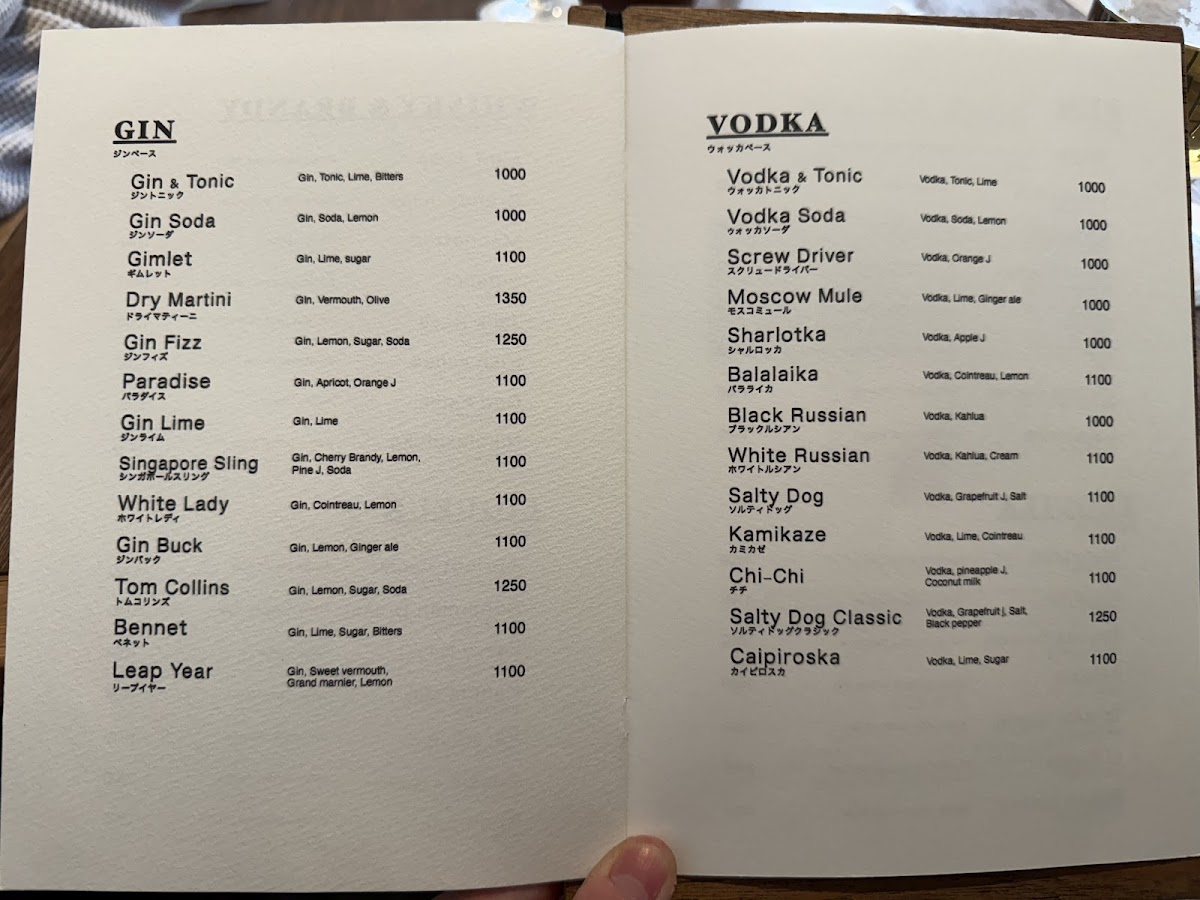 GIN
ジンベース
Gin & Tonic Gin, Tonic, Lime, Bitters 1000
ジントニック
Gin Soda Gin, Soda, Lemon 1000
ジンソーダ
Gimlet Gin, Lime, sugar 1100
ギムレット
Dry Martini Gin, Vermouth, Olive 1350
ドライマティーニ
Gin Fizz Gin, Lemon, Sugar, Soda 1250
ジンフィズ
Paradise Gin, Apricot, Orange J 1100
パラダイス
Gin Lime Gin, Lime 1100
ジンライム
Singapore Sling Gin, Cherry Brandy, Lemon, 1100
シンガポールスリング Pine J, Soda
White Lady Gin, Cointreau, Lemon 1100
ホワイトレディ
Gin Buck Gin, Lemon, Ginger ale 1100
ジンバック
Tom Collins Gin, Lemon, Sugar, Soda 1250
トムコリンズ
Bennet Gin, Lime, Sugar, Bitters 1100
ベネット
Leap Year Gin, Sweet vermouth, 1100
リープイヤー Grand marnier, Lemon
VODKA
ウォッカベース
Vodka & Tonic Vodka, Tonic, Lime 1000
ウォッカトニック
Vodka Soda Vodka, Soda, Lemon 1000
ウォッカソーダ
Screw Driver Vodka, Orange J 1000
スクリュードライバー
Moscow Mule Vodka, Lime, Ginger ale 1000
モスコミュール
Sharlotka Vodka, Apple J 1000
シャルロッカ
Balalaika Vodka, Cointreau, Lemon 1100
バラライカ
Black Russian Vodka, Kahlua 1000
ブラックルシアン
White Russian Vodka, Kahlua, Cream 1100
ホワイトルシアン
Salty Dog Vodka, Grapefruit J, Salt 1100
ソルティドッグ
Kamikaze Vodka, Lime, Cointreau 1100
カミカゼ
Chi-Chi Vodka, pineapple J, 1100
チチ Coconut milk
Salty Dog Classic Vodka, Grapefruit j, Salt, 1250
ソルティドッグクラシック Black pepper
Caipiroska Vodka, Lime, Sugar 1100
カイピロスカ